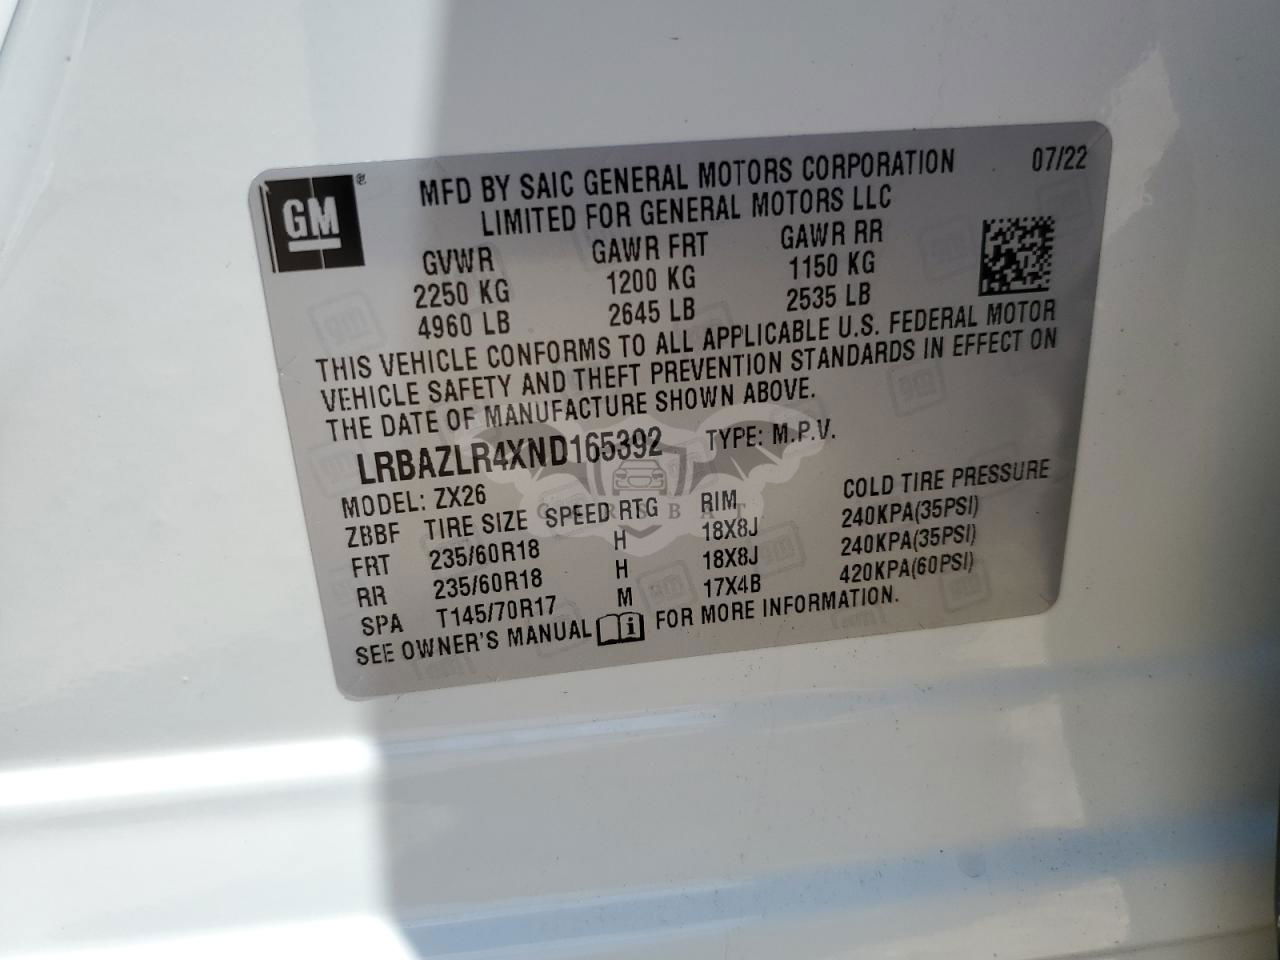 GM
®
MFD BY SAIC GENERAL MOTORS CORPORATION 07/22
LIMITED FOR GENERAL MOTORS LLC
GVWR GAWR FRT GAWR RR
2250 KG 1200 KG 1150 KG
4960 LB 2645 LB 2535 LB
THIS VEHICLE CONFORMS TO ALL APPLICABLE U.S. FEDERAL MOTOR
VEHICLE SAFETY AND THEFT PREVENTION STANDARDS IN EFFECT ON
THE DATE OF MANUFACTURE SHOWN ABOVE.
LRBAZLR4XND165392 TYPE: M.P.V.
MODEL: ZX26
ZBBF TIRE SIZE SPEED RTG RIM COLD TIRE PRESSURE
FRT 235/60R18 H 18X8J 240KPA(35PSI)
RR 235/60R18 H 18X8J 240KPA(35PSI)
SPA T145/70R17 M 17X4B 420KPA(60PSI)
SEE OWNER'S MANUAL i FOR MORE INFORMATION.
CARSBAT